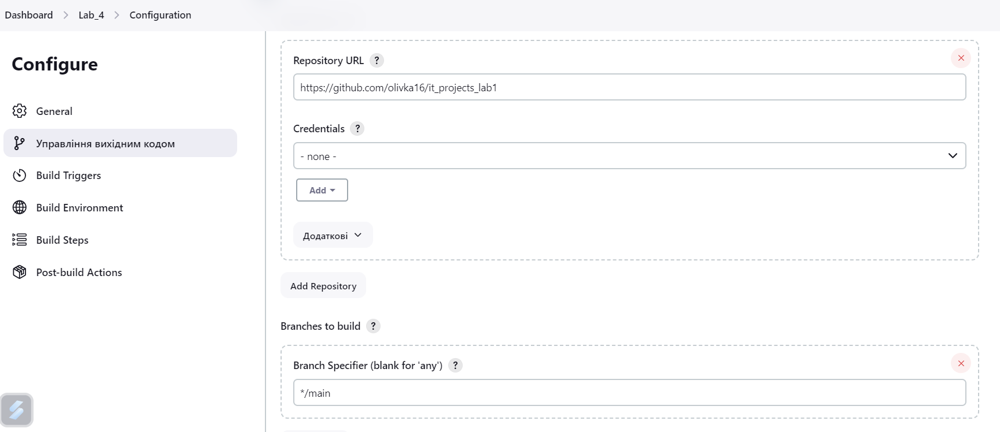 Dashboard > Lab_4 > Configuration
Configure
General
Управління вихідним кодом
Build Triggers
Build Environment
Build Steps
Post-build Actions
Repository URL ?
https://github.com/olivka16/it_projects_lab1
Credentials ?
- none -
Add
Додаткові
Add Repository
Branches to build ?
Branch Specifier (blank for 'any') ?
*/main